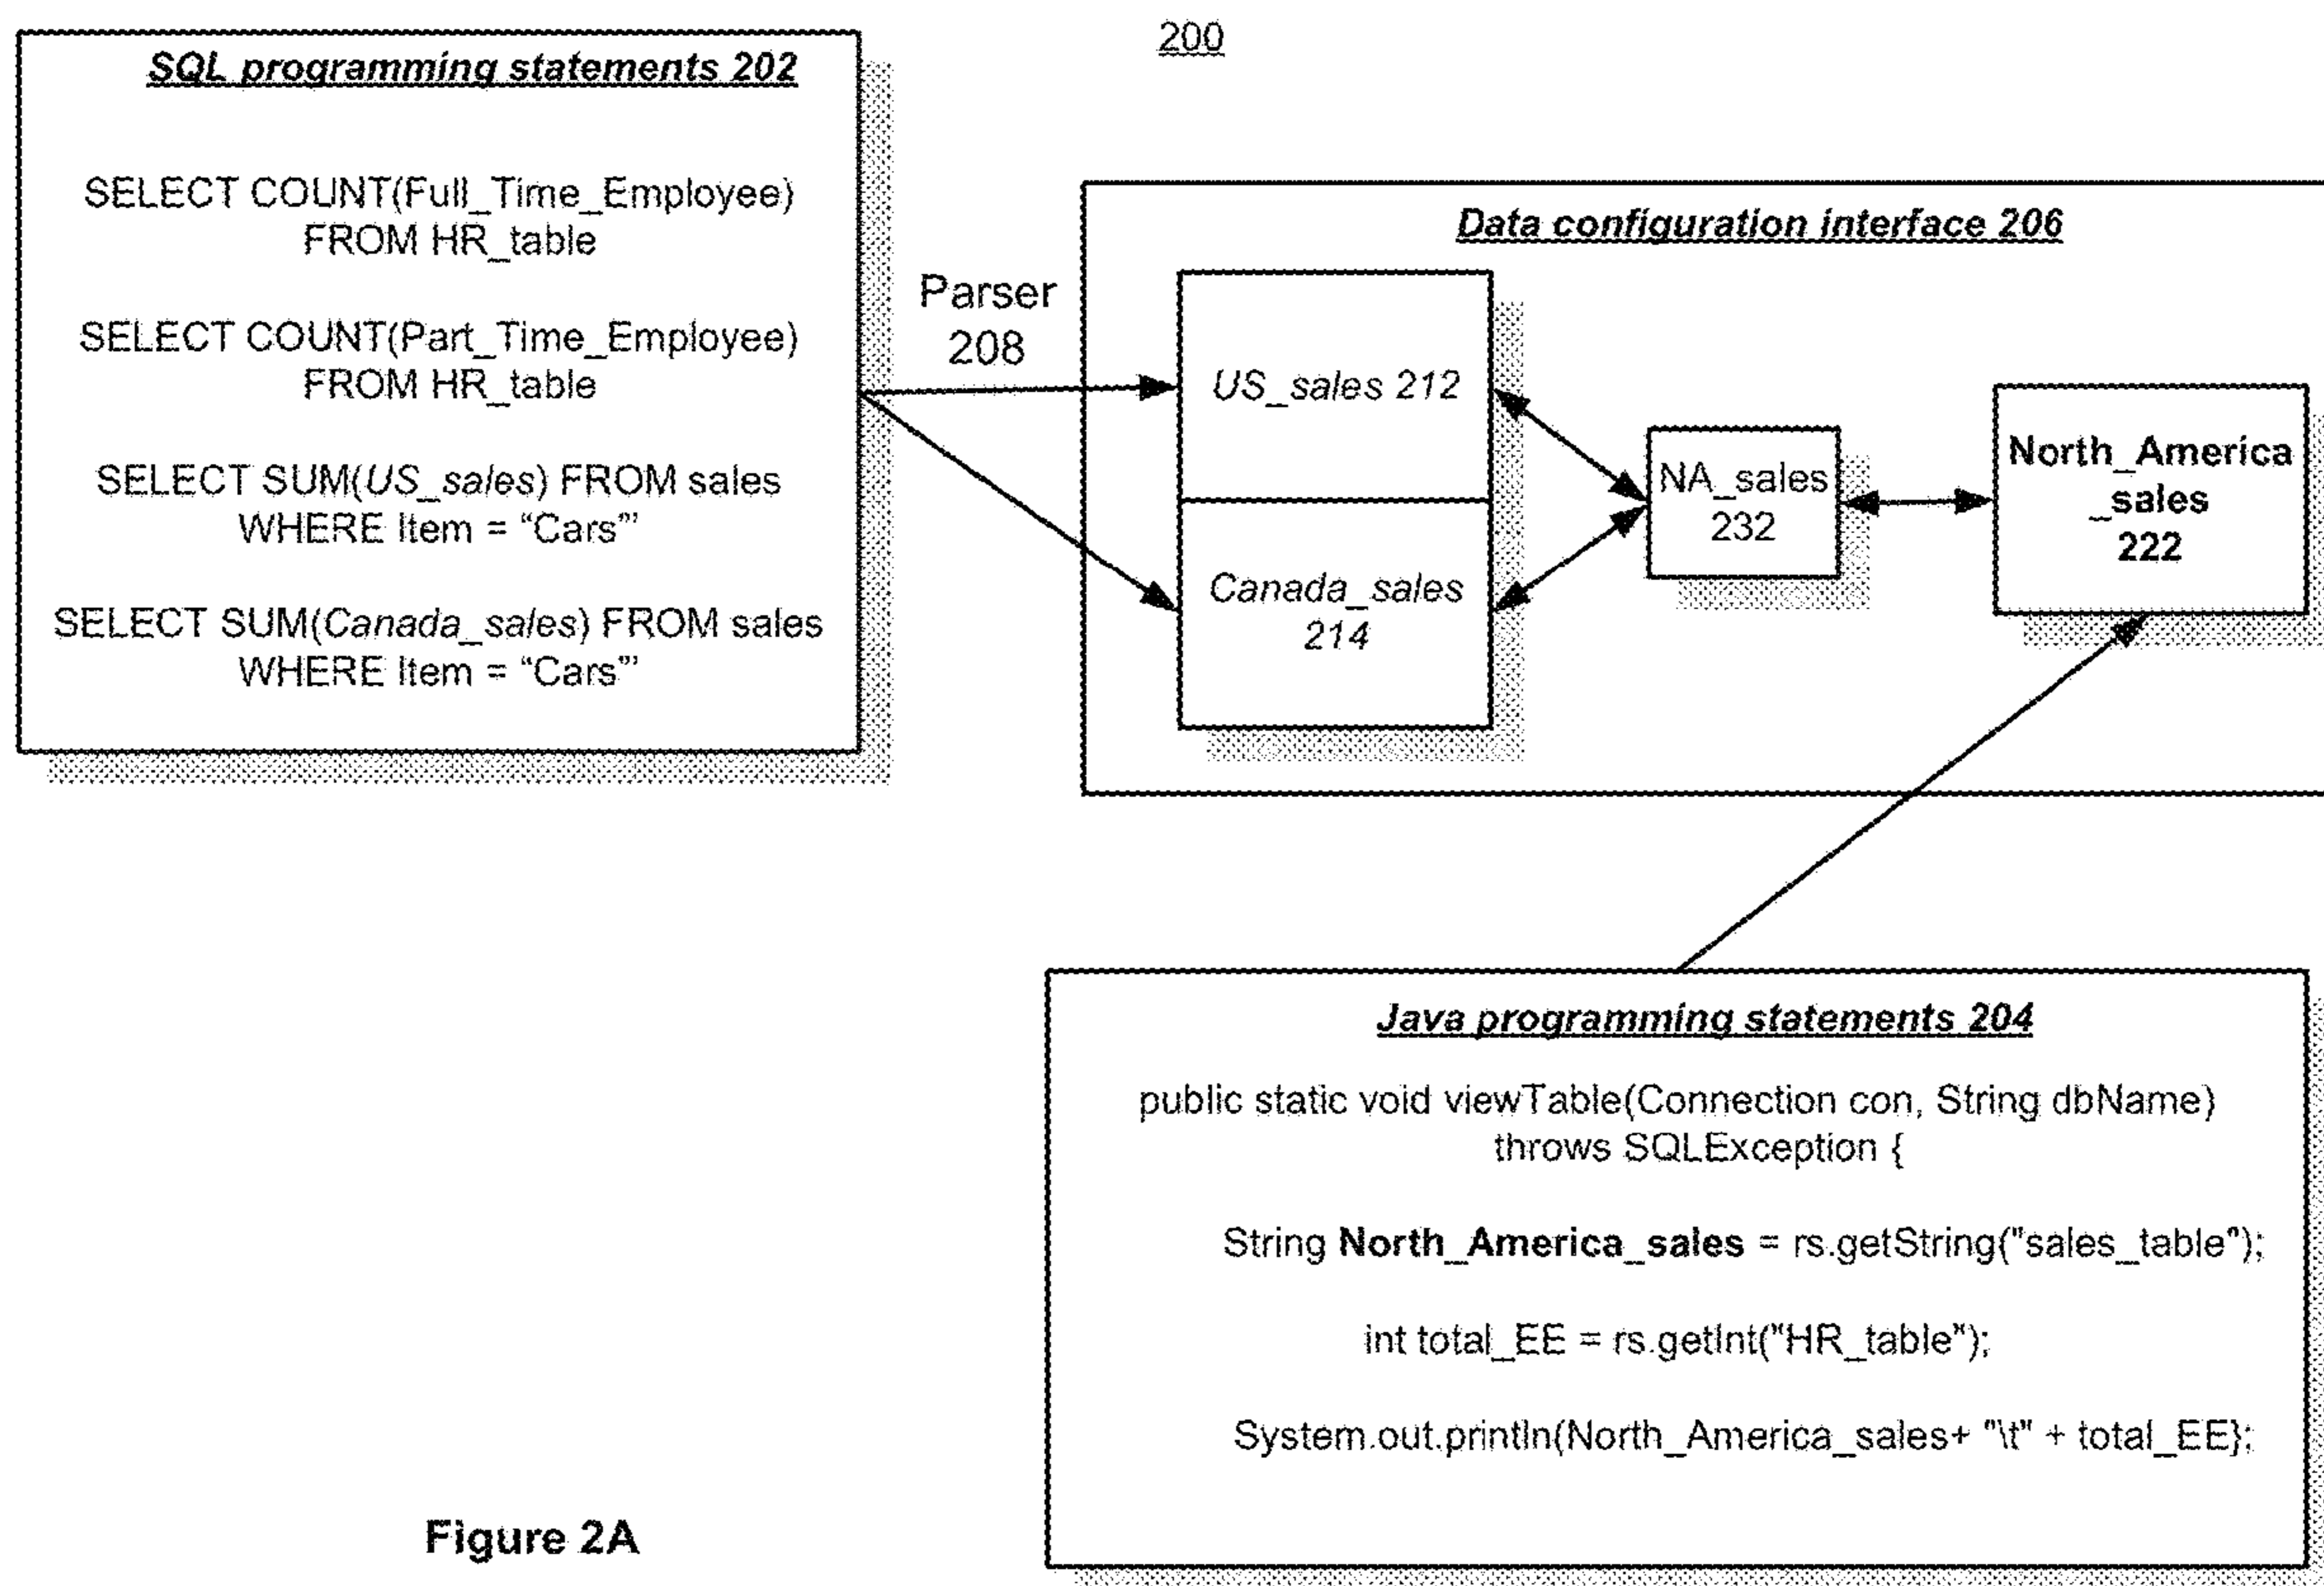 200
SQL programming statements 202
SELECT COUNT(Full_Time_Employee)
FROM HR_table
SELECT COUNT(Part_Time_Employee)
FROM HR_table
SELECT SUM(US_sales) FROM sales
WHERE Item = “Cars”’
SELECT SUM(Canada_sales) FROM sales
WHERE Item = “Cars”’
Parser
208
Data configuration interface 206
US_sales 212
Canada_sales
214
NA_sales
232
North_America
_sales
222
Java programming statements 204
public static void viewTable(Connection con, String dbName)
throws SQLException {
String North_America_sales = rs.getString("sales_table");
int total_EE = rs.getInt("HR_table");
System.out.println(North_America_sales+ "\t" + total_EE};
Figure 2A